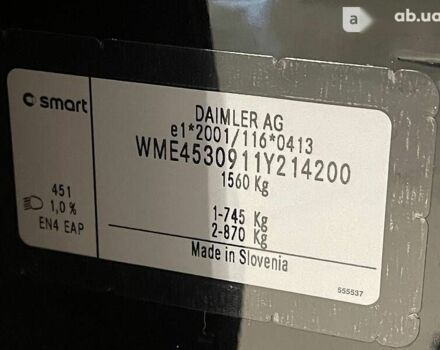 a ab.ua
smart
DAIMLER AG
e1*2001/116*0413
WME4530911Y214200
1560 Kg
451
1,0 %
EN4 EAP
1-745 Kg
2-870 Kg
Made in Slovenia
555537